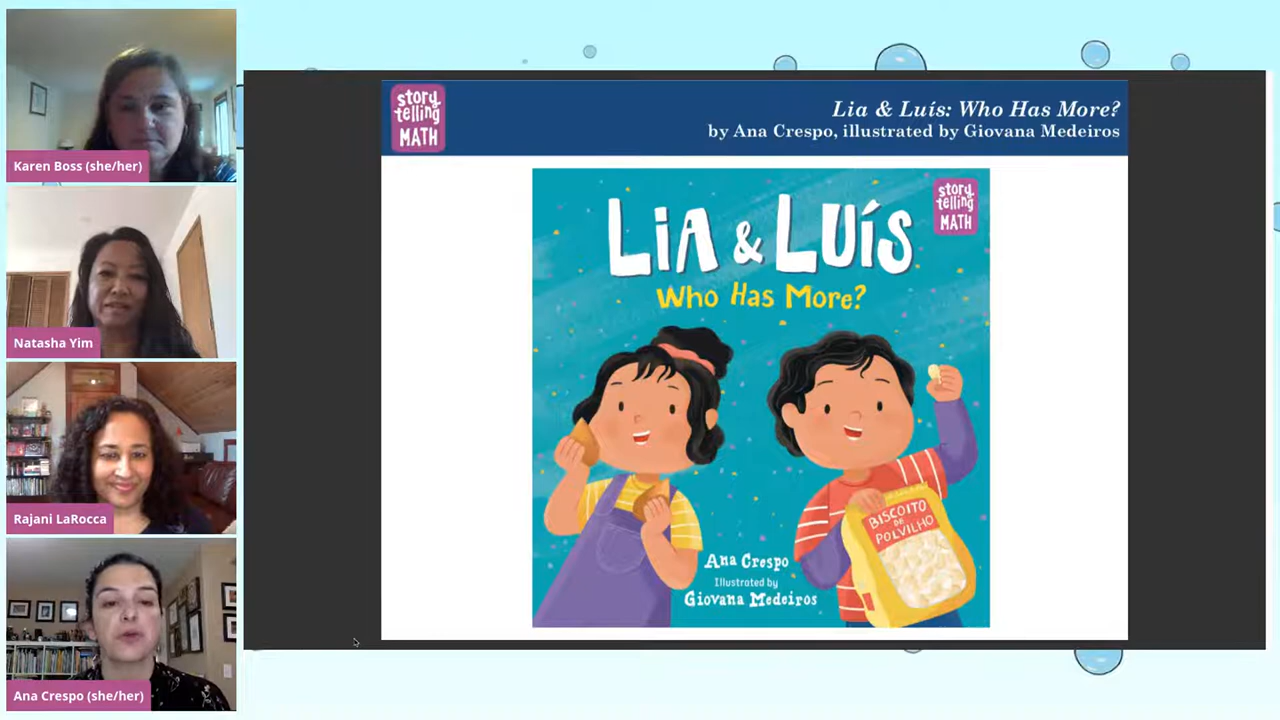 Karen Boss (she/her)
Natasha Yim
Rajani LaRocca
Ana Crespo (she/her)
story
telling
MATH
Lia & Luís: Who Has More?
by Ana Crespo, illustrated by Giovana Medeiros
LIA & LUÍS
Who Has More?
story
telling
MATH
BISCOITO
DE
POLVILHO
Ana Crespo
Illustrated by
Giovana Medeiros